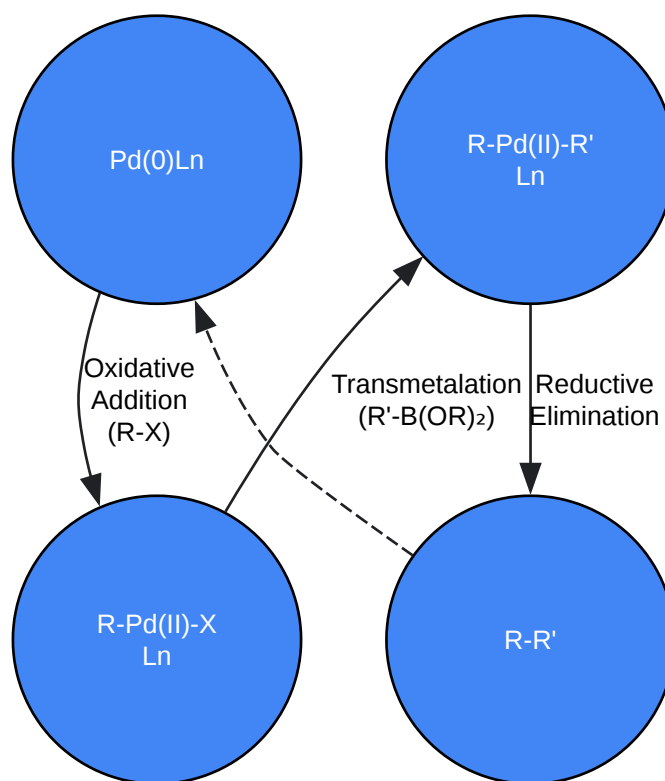 Pd(0)Ln
R-Pd(II)-R'
Ln
Oxidative
Addition
(R-X)
Transmetalation
(R'-B(OR)₂)
Reductive
Elimination
R-Pd(II)-X
Ln
R-R'